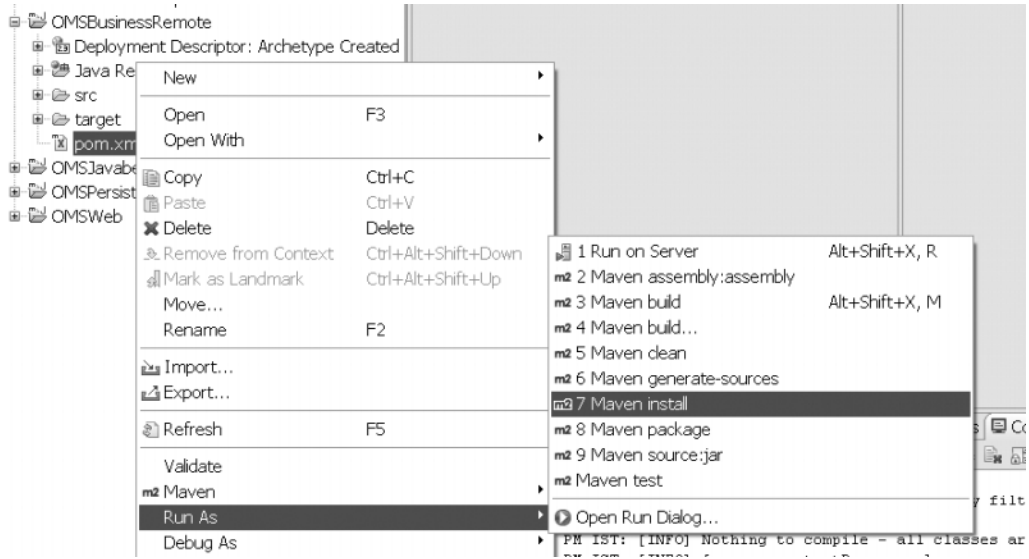 OMSBusinessRemote
Deployment Descriptor: Archetype Created
Java Re
src
target
pom.xm
OMSJavabe
OMSPersist
OMSWeb
New
Open F3
Open With
Copy Ctrl+C
Paste Ctrl+V
Delete Delete
Remove from Context Ctrl+Alt+Shift+Down
Mark as Landmark Ctrl+Alt+Shift+Up
Move...
Rename F2
Import...
Export...
Refresh F5
Validate
m2 Maven
Run As
Debug As
1 Run on Server Alt+Shift+X, R
m2 2 Maven assembly:assembly
m2 3 Maven build Alt+Shift+X, M
m2 4 Maven build...
m2 5 Maven clean
m2 6 Maven generate-sources
m2 7 Maven install
m2 8 Maven package
m2 9 Maven source:jar
m2 Maven test
Open Run Dialog...
s Co
y filt
PM IST: [INFO] Nothing to compile - all classes ar